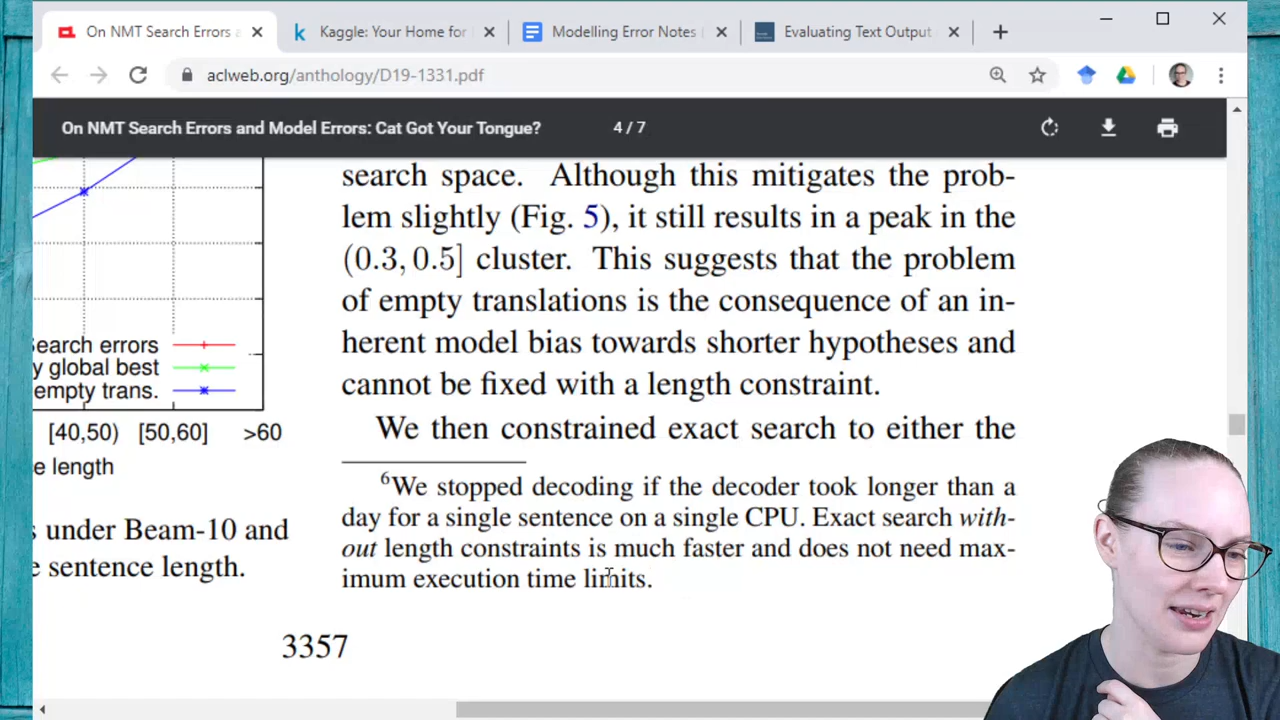 On NMT Search Errors a
Kaggle: Your Home for
Modelling Error Notes
Evaluating Text Output
aclweb.org/anthology/D19-1331.pdf
On NMT Search Errors and Model Errors: Cat Got Your Tongue?
4 / 7
earch errors
y global best
empty trans.
[40,50) [50,60] >60
e length
s under Beam-10 and
e sentence length.
search space. Although this mitigates the prob-
lem slightly (Fig. 5), it still results in a peak in the
(0.3, 0.5] cluster. This suggests that the problem
of empty translations is the consequence of an in-
herent model bias towards shorter hypotheses and
cannot be fixed with a length constraint.
We then constrained exact search to either the
6We stopped decoding if the decoder took longer than a
day for a single sentence on a single CPU. Exact search with-
out length constraints is much faster and does not need max-
imum execution time limits.
3357